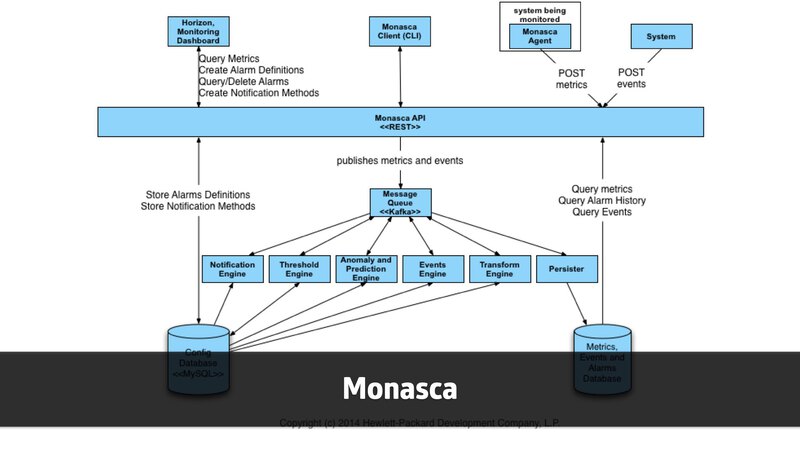 Horizon,
Monitoring
Dashboard
Monasca
Client (CLI)
system being
monitored
Monasca
Agent
System
Query Metrics
Create Alarm Definitions
Query/Delete Alarms
Create Notification Methods
POST
metrics
POST
events
Monasca API
<<REST>>
publishes metrics and events
Store Alarms Definitions
Store Notification Methods
Message
Queue
<<Kafka>>
Query metrics
Query Alarm History
Query Events
Notification
Engine
Threshold
Engine
Anomaly and
Prediction
Engine
Events
Engine
Transform
Engine
Persister
Config
Database
<<MySQL>>
Metrics,
Events and
Alarms
Database
Monasca
Copyright (c) 2014 Hewlett-Packard Development Company, L.P.